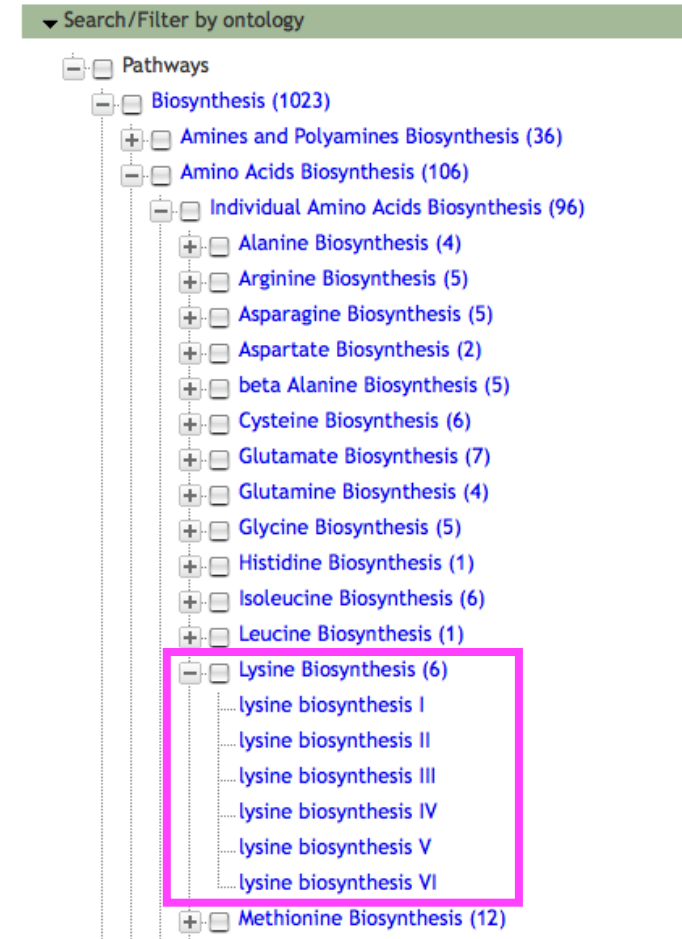 Search/Filter by ontology
Pathways
Biosynthesis (1023)
Amines and Polyamines Biosynthesis (36)
Amino Acids Biosynthesis (106)
Individual Amino Acids Biosynthesis (96)
Alanine Biosynthesis (4)
Arginine Biosynthesis (5)
Asparagine Biosynthesis (5)
Aspartate Biosynthesis (2)
beta Alanine Biosynthesis (5)
Cysteine Biosynthesis (6)
Glutamate Biosynthesis (7)
Glutamine Biosynthesis (4)
Glycine Biosynthesis (5)
Histidine Biosynthesis (1)
Isoleucine Biosynthesis (6)
Leucine Biosynthesis (1)
Lysine Biosynthesis (6)
lysine biosynthesis I
lysine biosynthesis II
lysine biosynthesis III
lysine biosynthesis IV
lysine biosynthesis V
lysine biosynthesis VI
Methionine Biosynthesis (12)